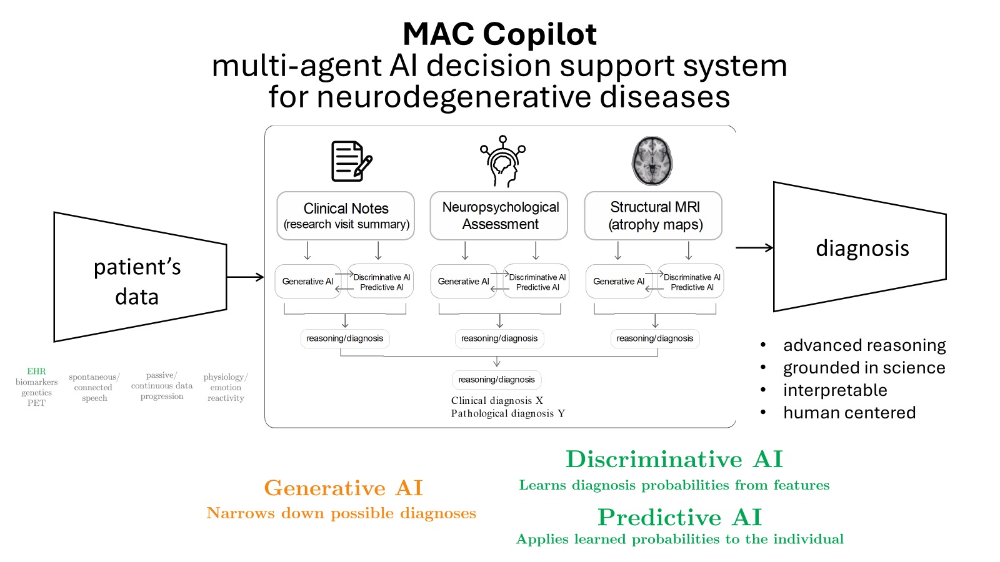 MAC Copilot
multi-agent AI decision support system
for neurodegenerative diseases
patient's
data
EHR
biomarkers
genetics
PET
spontaneous/
connected
speech
passive/
continuous data
progression
physiology/
emotion
reactivity
Clinical Notes
(research visit summary)
Neuropsychological
Assessment
Structural MRI
(atrophy maps)
Generative AI
Discriminative AI
Predictive AI
Generative AI
Discriminative AI
Predictive AI
Generative AI
Discriminative AI
Predictive AI
reasoning/diagnosis
reasoning/diagnosis
reasoning/diagnosis
reasoning/diagnosis
Clinical diagnosis X
Pathological diagnosis Y
diagnosis
• advanced reasoning
• grounded in science
• interpretable
• human centered
Generative AI
Narrows down possible diagnoses
Discriminative AI
Learns diagnosis probabilities from features
Predictive AI
Applies learned probabilities to the individual